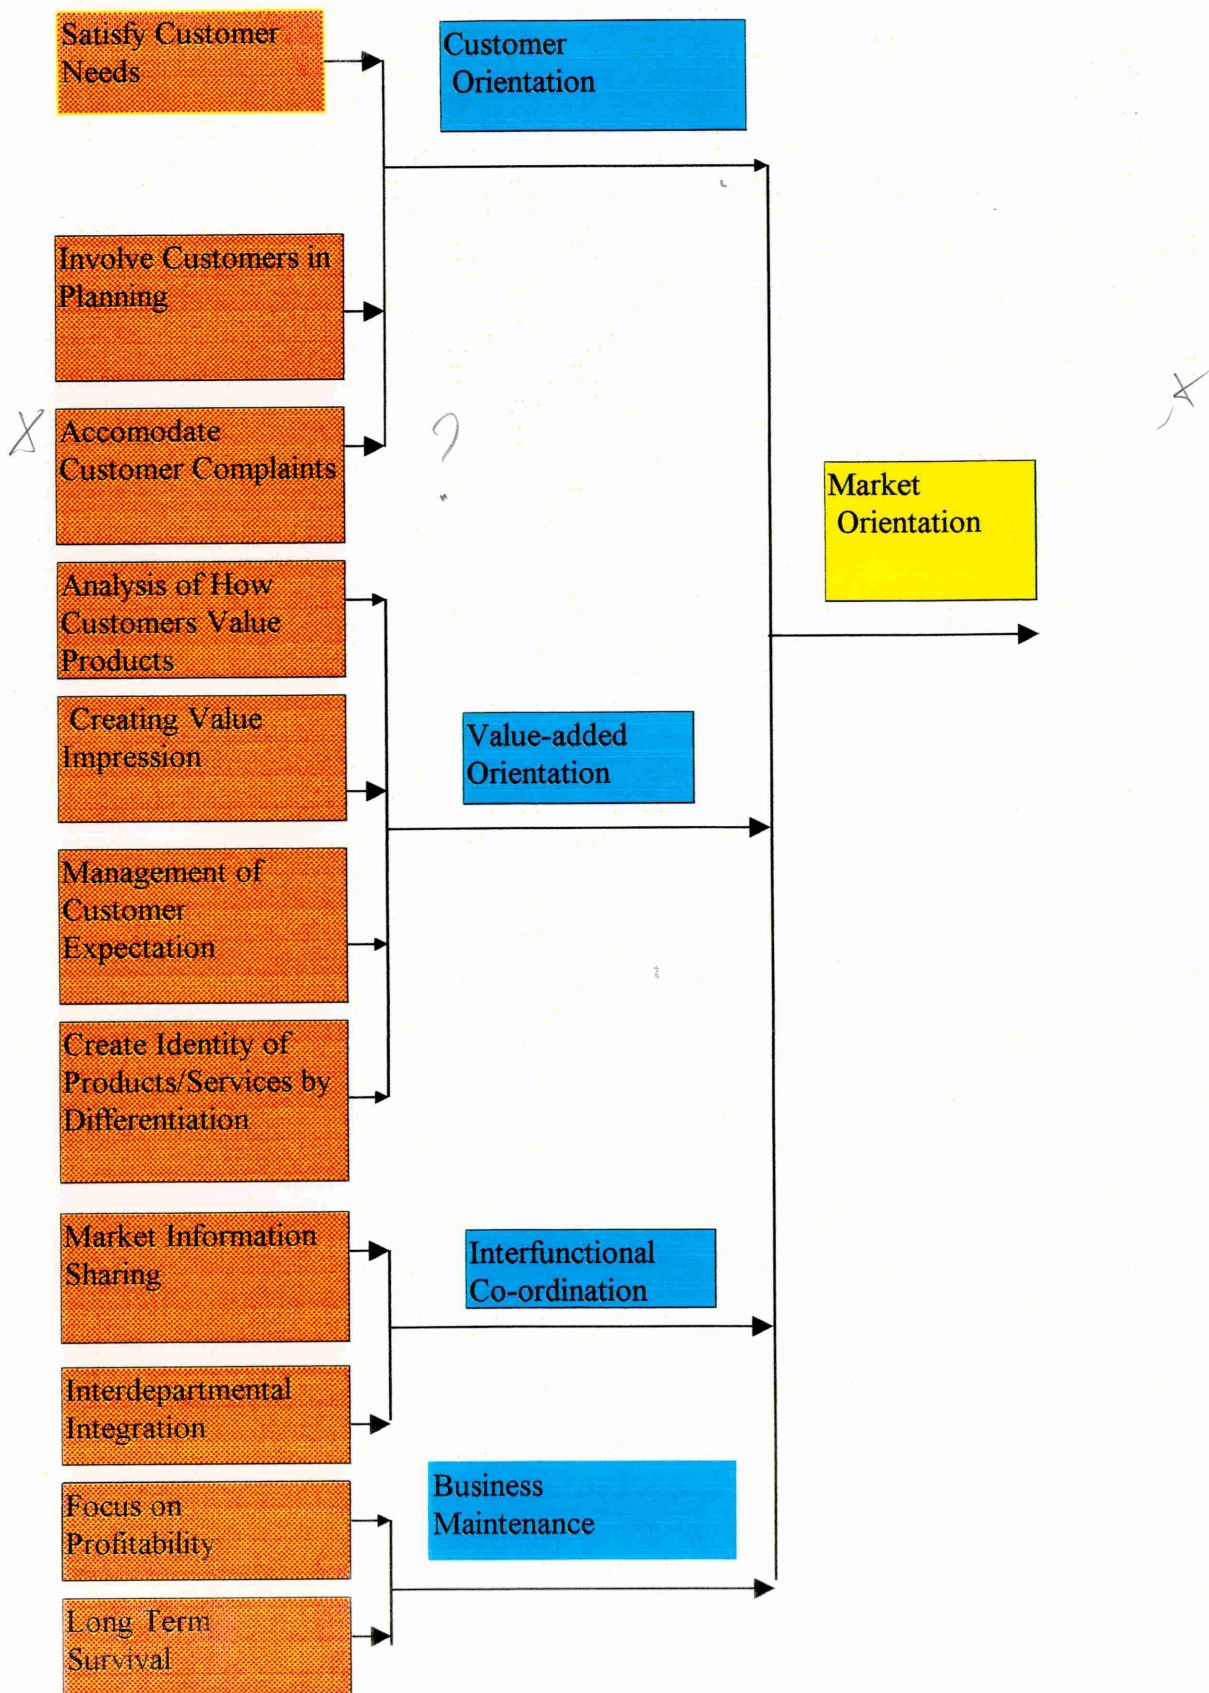 Satisfy Customer
Needs
Customer
Orientation
Involve Customers in
Planning
Accomodate
Customer Complaints
?
Market
Orientation
Analysis of How
Customers Value
Products
Creating Value
Impression
Value-added
Orientation
Management of
Customer
Expectation
Create Identity of
Products/Services by
Differentiation
Market Information
Sharing
Interfunctional
Co-ordination
Interdepartmental
Integration
Business
Maintenance
Focus on
Profitability
Long Term
Survival